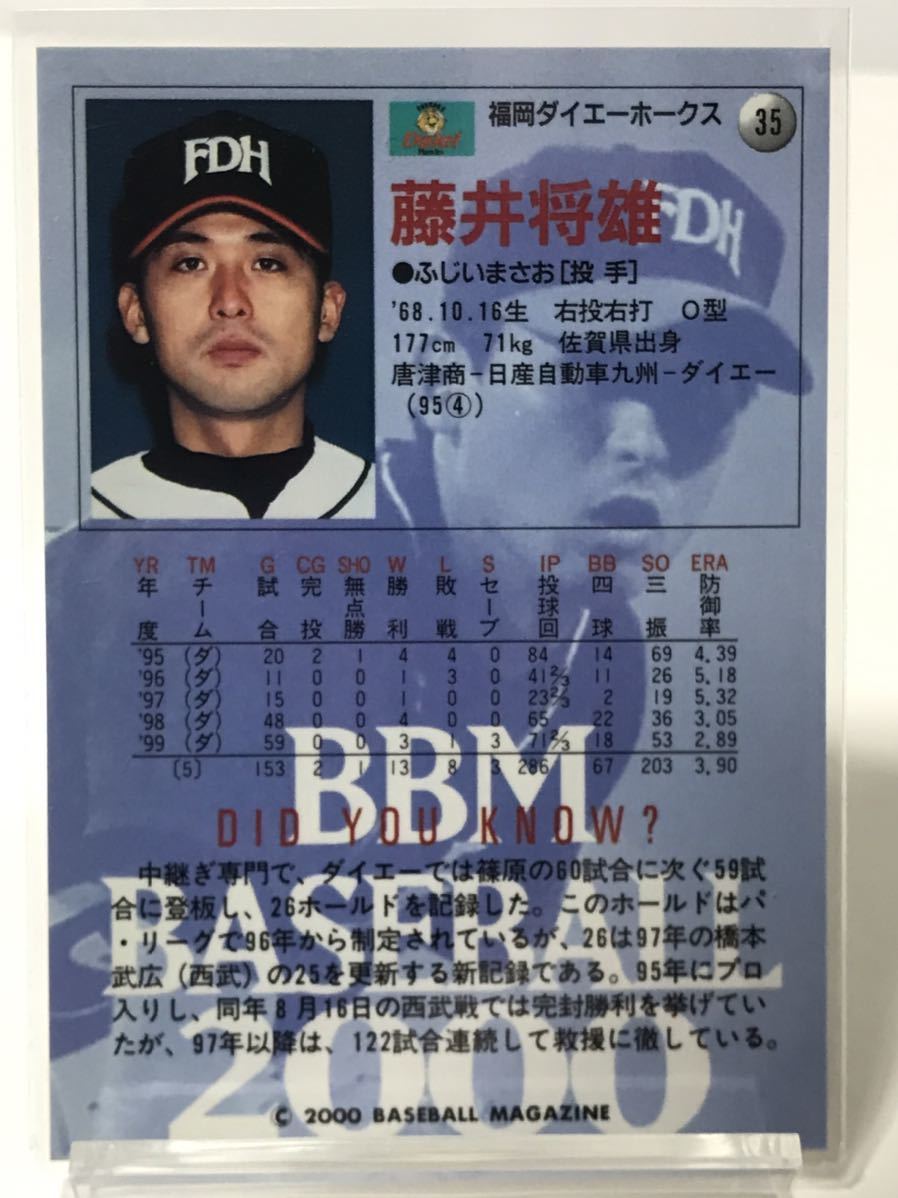 FDH
福岡ダイエーホークス
35
Daiei
Hawks
藤井将雄
FDH
●ふじいまさお[投 手]
'68.10.16生 右投右打 O型
177cm 71kg 佐賀県出身
唐津商-日産自動車九州-ダイエー
(95④)
YR TM G CG SHO W L S IP BB SO ERA
年度 チーム 試合 完投 無点勝 勝利 敗戦 セーブ 投球回 四球 三振 防御率
'95 (ダ) 20 2 1 4 4 0 84 14 69 4.39
'96 (ダ) 11 0 0 1 3 0 41 2/3 11 26 5.18
'97 (ダ) 15 0 0 1 0 0 23 2/3 2 19 5.32
'98 (ダ) 48 0 0 4 0 0 65 22 36 3.05
'99 (ダ) 59 0 0 3 1 3 71 2/3 18 53 2.89
(5) 153 2 1 13 8 3 286 67 203 3.90
BBM
DID YOU KNOW?
BASEBALL
2000
中継ぎ専門で、ダイエーでは篠原の60試合に次ぐ59試
合に登板し、26ホールドを記録した。このホールドはパ
・リーグで96年から制定されているが、26は97年の橋本
武広(西武)の25を更新する新記録である。95年にプロ
入りし、同年8月16日の西武戦では完封勝利を挙げてい
たが、97年以降は、122試合連続して救援に徹している。
© 2000 BASEBALL MAGAZINE